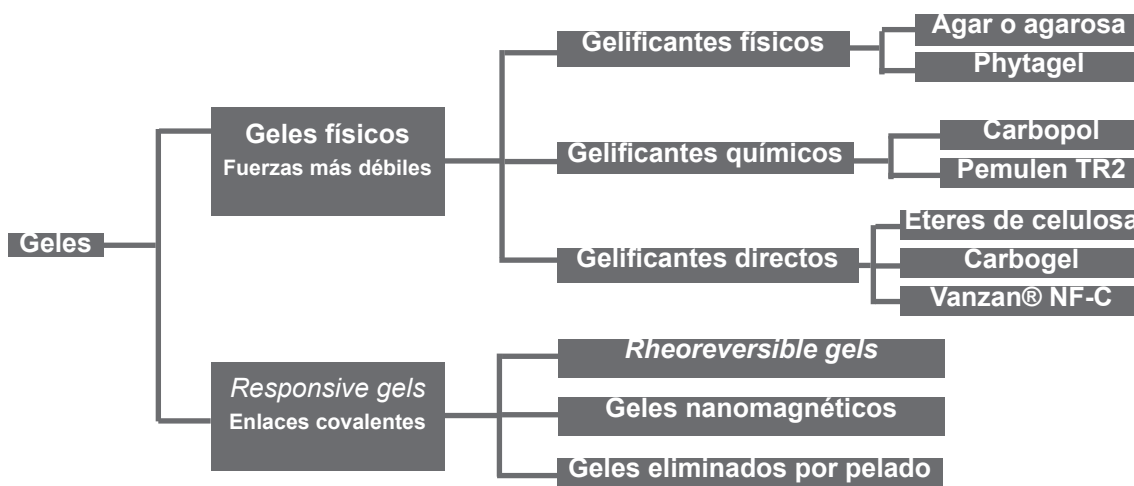 Geles
Geles físicos
Fuerzas más débiles
Gelificantes físicos
Agar o agarosa
Phytagel
Gelificantes químicos
Carbopol
Pemulen TR2
Gelificantes directos
Eteres de celulosa
Carbogel
Vanzan® NF-C
Responsive gels
Enlaces covalentes
Rheoreversible gels
Geles nanomagnéticos
Geles eliminados por pelado